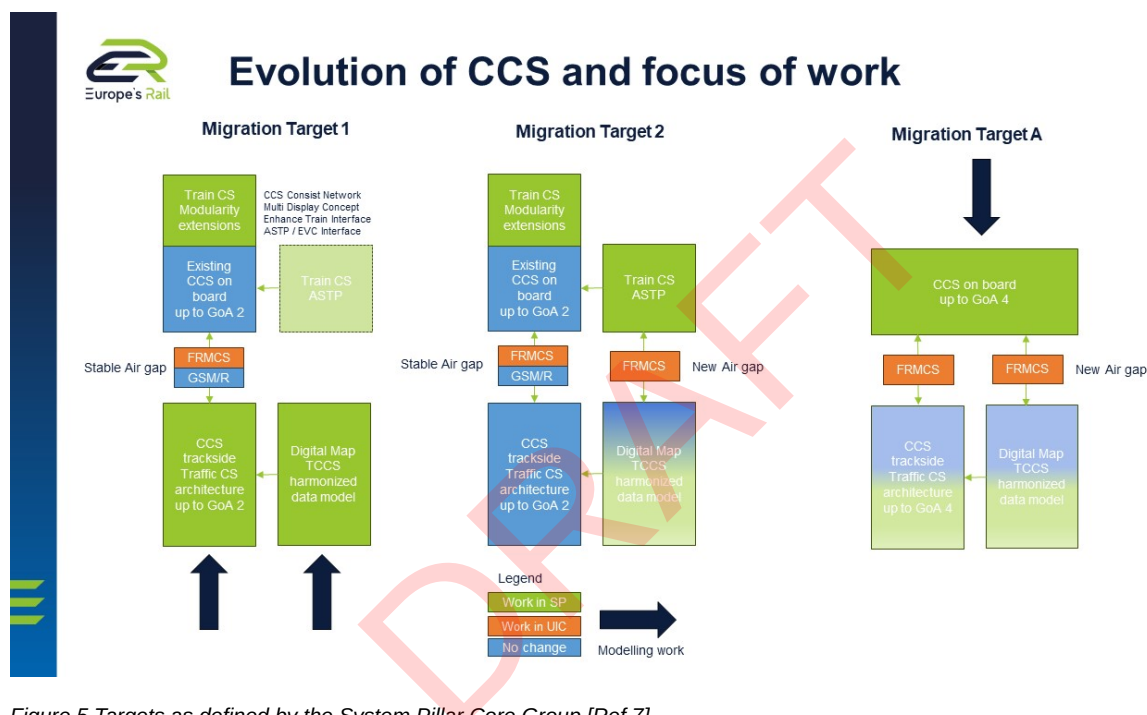 Europe's Rail
Evolution of CCS and focus of work
Migration Target 1
Migration Target 2
Migration Target A
Train CS
Modularity
extensions
CCS Consist Network
Multi Display Concept
Enhance Train Interface
ASTP / EVC Interface
Existing
CCS on
board
up to GoA 2
Train CS
ASTP
Stable Air gap
FRMCS
GSM/R
CCS
trackside
Traffic CS
architecture
up to GoA 2
Digital Map
TCCS
harmonized
data model
Train CS
Modularity
extensions
Existing
CCS on
board
up to GoA 2
Train CS
ASTP
Stable Air gap
FRMCS
GSM/R
FRMCS
New Air gap
CCS
trackside
Traffic CS
architecture
up to GoA 2
Digital Map
TCCS
harmonized
data model
CCS on board
up to GoA 4
FRMCS
FRMCS
New Air gap
CCS
trackside
Traffic CS
architecture
up to GoA 4
Digital Map
TCCS
harmonized
data model
Legend
Work in SP
Work in UIC
No change
Modelling work
DRAFT
Figure 5 Targets as defined by the System Pillar Core Group [Ref 7]